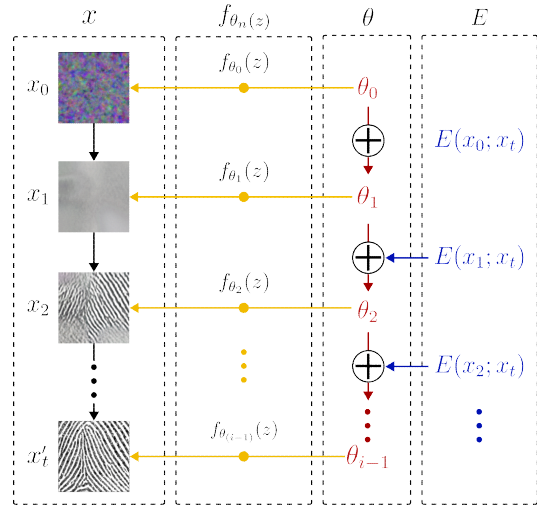 x f_{θ_n(z)} θ E
x_0 f_{θ_0}(z) θ_0
E(x_0; x_t)
x_1 f_{θ_1}(z) θ_1
E(x_1; x_t)
x_2 f_{θ_2}(z) θ_2
E(x_2; x_t)
x'_t f_{θ_{(i−1)}}(z) θ_{i−1}